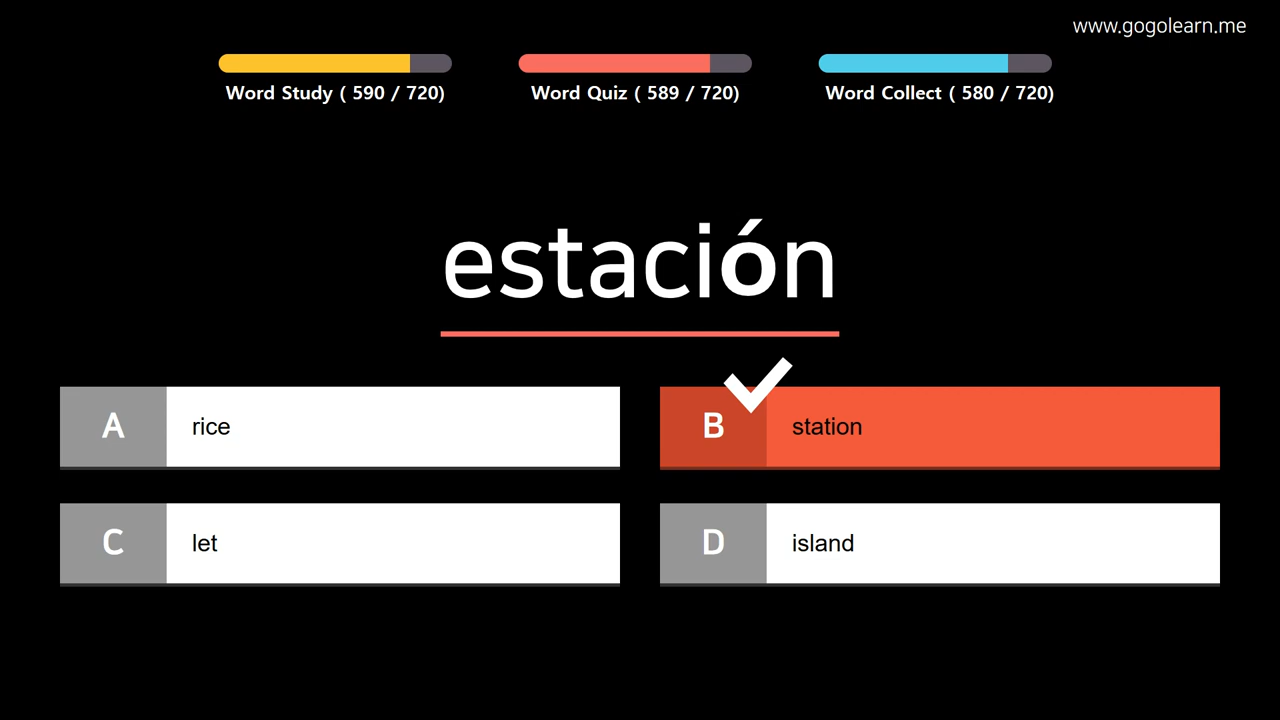 www.gogolearn.me
Word Study ( 590 / 720)
Word Quiz ( 589 / 720)
Word Collect ( 580 / 720)
estación
A rice
B station
C let
D island